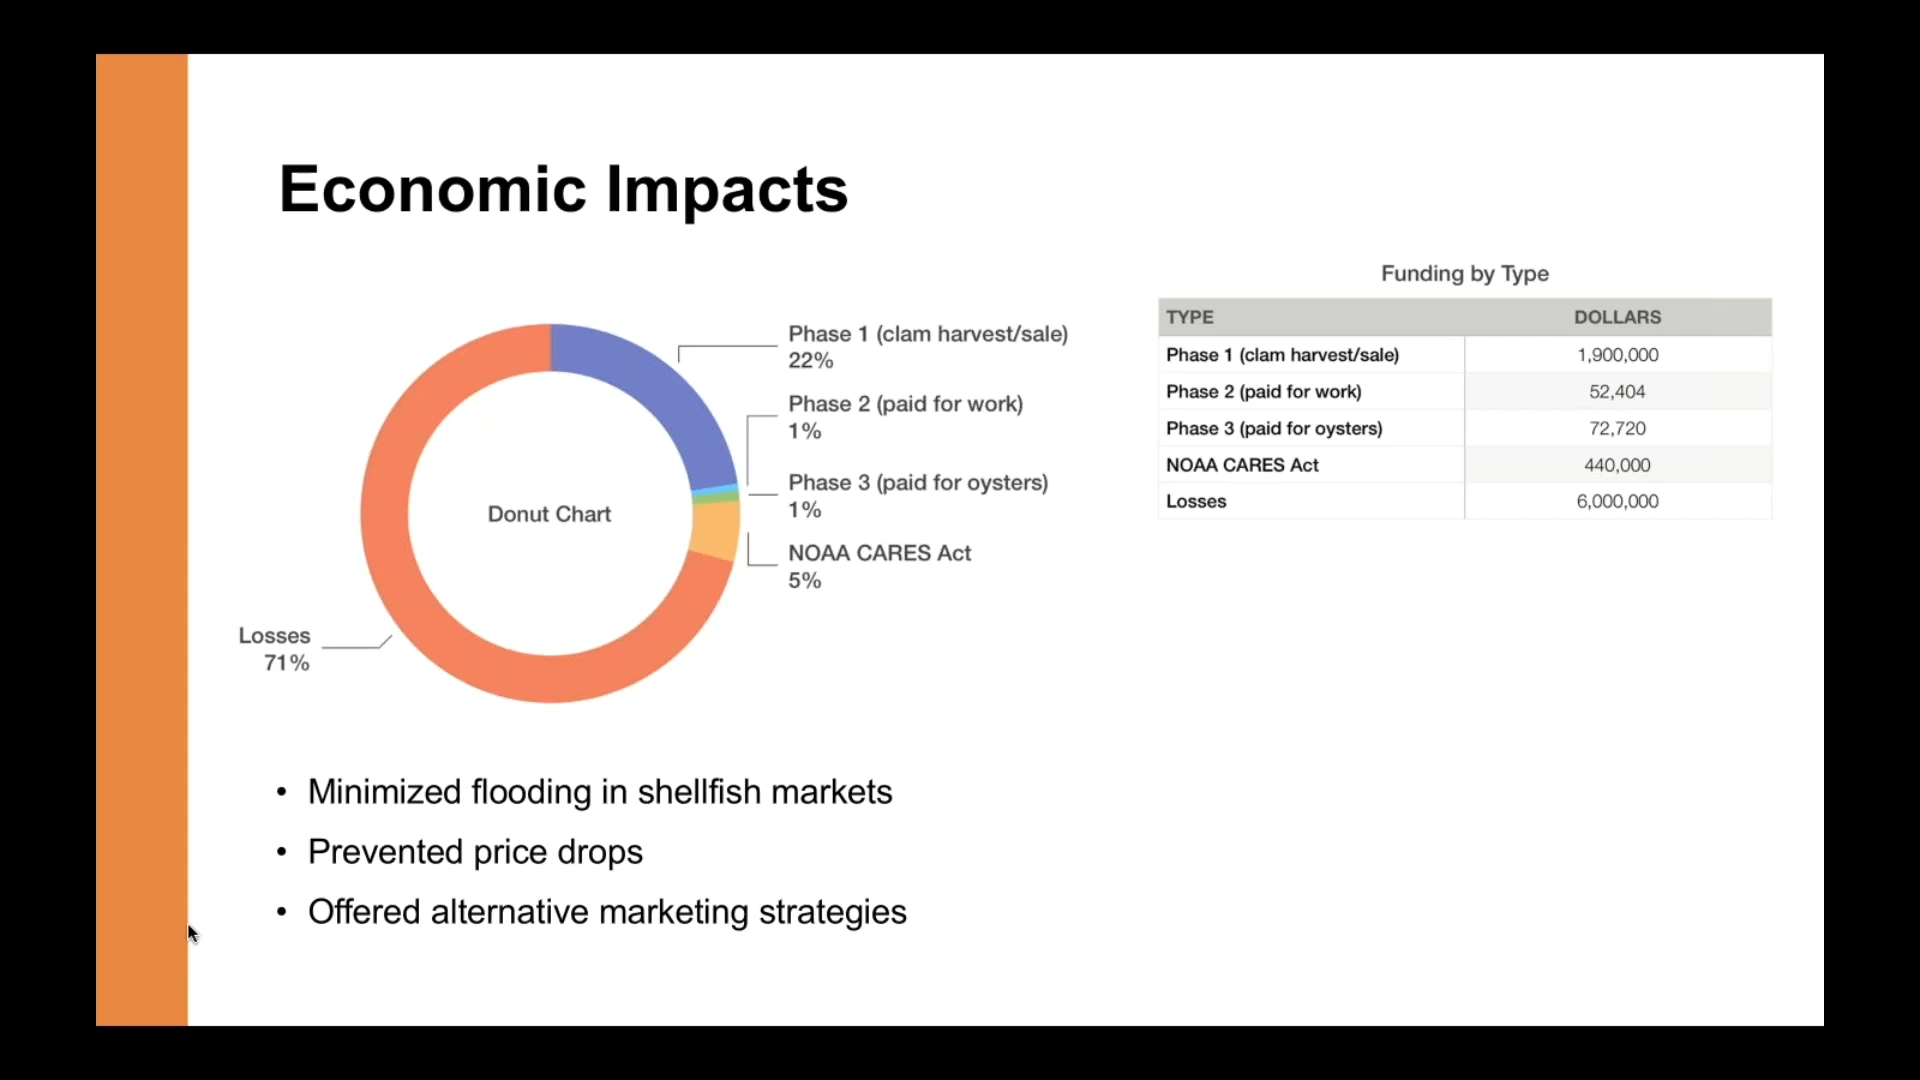 Economic Impacts
Phase 1 (clam harvest/sale)
22%
Phase 2 (paid for work)
1%
Phase 3 (paid for oysters)
1%
NOAA CARES Act
5%
Donut Chart
Losses
71%
Funding by Type
TYPE DOLLARS
Phase 1 (clam harvest/sale) 1,900,000
Phase 2 (paid for work) 52,404
Phase 3 (paid for oysters) 72,720
NOAA CARES Act 440,000
Losses 6,000,000
• Minimized flooding in shellfish markets
• Prevented price drops
• Offered alternative marketing strategies